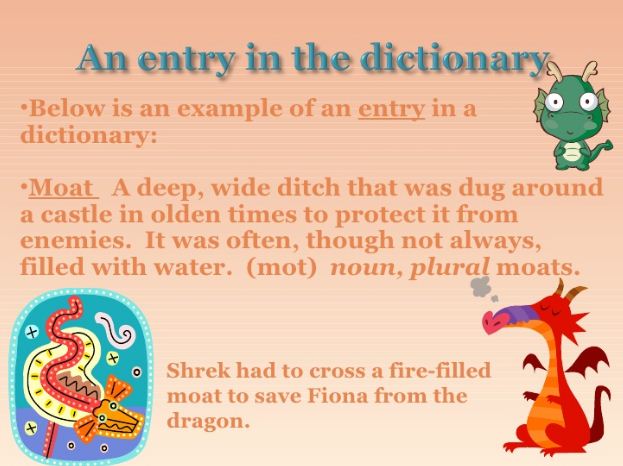 An entry in the dictionary
•Below is an example of an entry in a
dictionary:
•Moat   A deep, wide ditch that was dug around
a castle in olden times to protect it from
enemies.  It was often, though not always,
filled with water.  (mot)  noun, plural moats.
Shrek had to cross a fire-filled
moat to save Fiona from the
dragon.